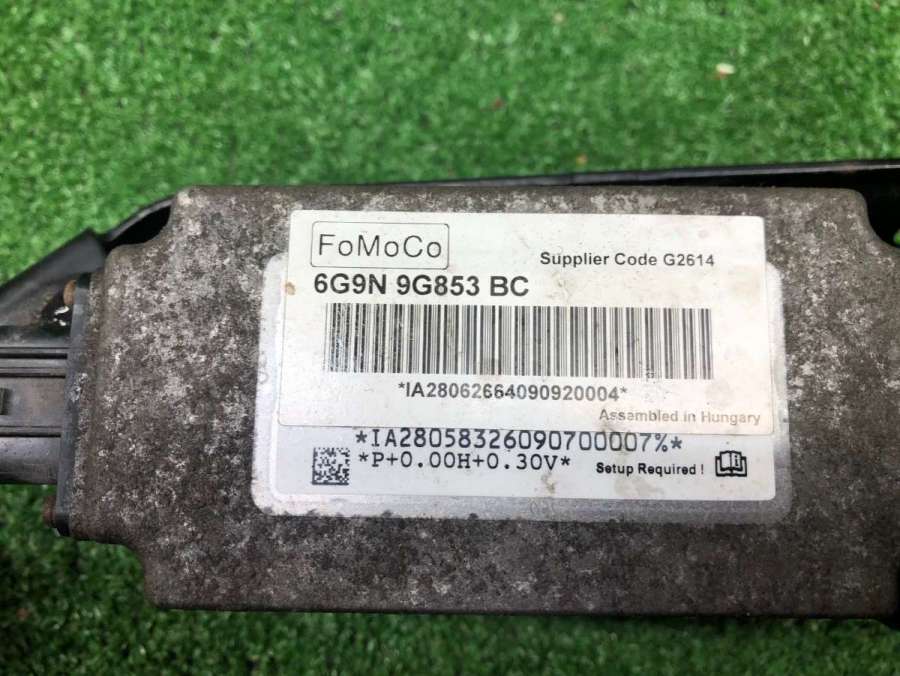 FoMoCo
Supplier Code G2614
6G9N 9G853 BC
*IA28062664090920004*
Assembled in Hungary
*IA28058326090700007%*
*P+0.00H+0.30V*
Setup Required !